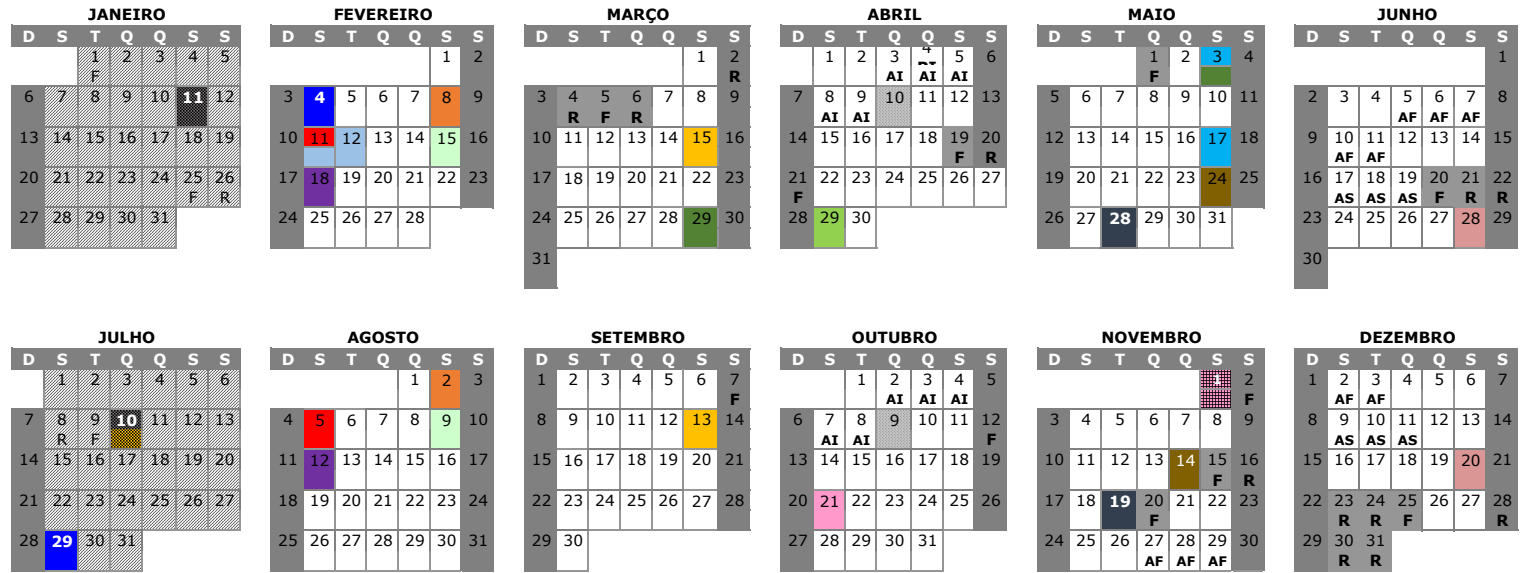 JANEIRO FEVEREIRO MARÇO ABRIL MAIO JUNHO
D S T Q Q S S D S T Q Q S S D S T Q Q S S D S T Q Q S S D S T Q Q S S D S T Q Q S S
1 2 3 4 5 1 2 1 2 1 2 3 4 5 6 1 2 3 4 1
F R AI AI AI F
6 7 8 9 10 11 12 3 4 5 6 7 8 9 3 4 5 6 7 8 9 7 8 9 10 11 12 13 5 6 7 8 9 10 11 2 3 4 5 6 7 8
R F R AI AI AF AF AF
13 14 15 16 17 18 19 10 11 12 13 14 15 16 10 11 12 13 14 15 16 14 15 16 17 18 19 20 12 13 14 15 16 17 18 9 10 11 12 13 14 15
F R AF AF
20 21 22 23 24 25 26 17 18 19 20 21 22 23 17 18 19 20 21 22 23 21 22 23 24 25 26 27 19 20 21 22 23 24 25 16 17 18 19 20 21 22
F R F AS AS AS F R R
27 28 29 30 31 24 25 26 27 28 24 25 26 27 28 29 30 28 29 30 26 27 28 29 30 31 23 24 25 26 27 28 29
31 30
JULHO AGOSTO SETEMBRO OUTUBRO NOVEMBRO DEZEMBRO
D S T Q Q S S D S T Q Q S S D S T Q Q S S D S T Q Q S S D S T Q Q S S D S T Q Q S S
1 2 3 4 5 6 1 2 3 1 2 3 4 5 6 7 1 2 3 4 5 1 2 1 2 3 4 5 6 7
F AI AI AI F AF AF
7 8 9 10 11 12 13 4 5 6 7 8 9 10 8 9 10 11 12 13 14 6 7 8 9 10 11 12 3 4 5 6 7 8 9 8 9 10 11 12 13 14
R F AI AI F AS AS AS
14 15 16 17 18 19 20 11 12 13 14 15 16 17 15 16 17 18 19 20 21 13 14 15 16 17 18 19 10 11 12 13 14 15 16 15 16 17 18 19 20 21
F R
21 22 23 24 25 26 27 18 19 20 21 22 23 24 22 23 24 25 26 27 28 20 21 22 23 24 25 26 17 18 19 20 21 22 23 22 23 24 25 26 27 28
F R R F R
28 29 30 31 25 26 27 28 29 30 31 29 30 27 28 29 30 31 24 25 26 27 28 29 30 29 30 31
AF AF AF R R